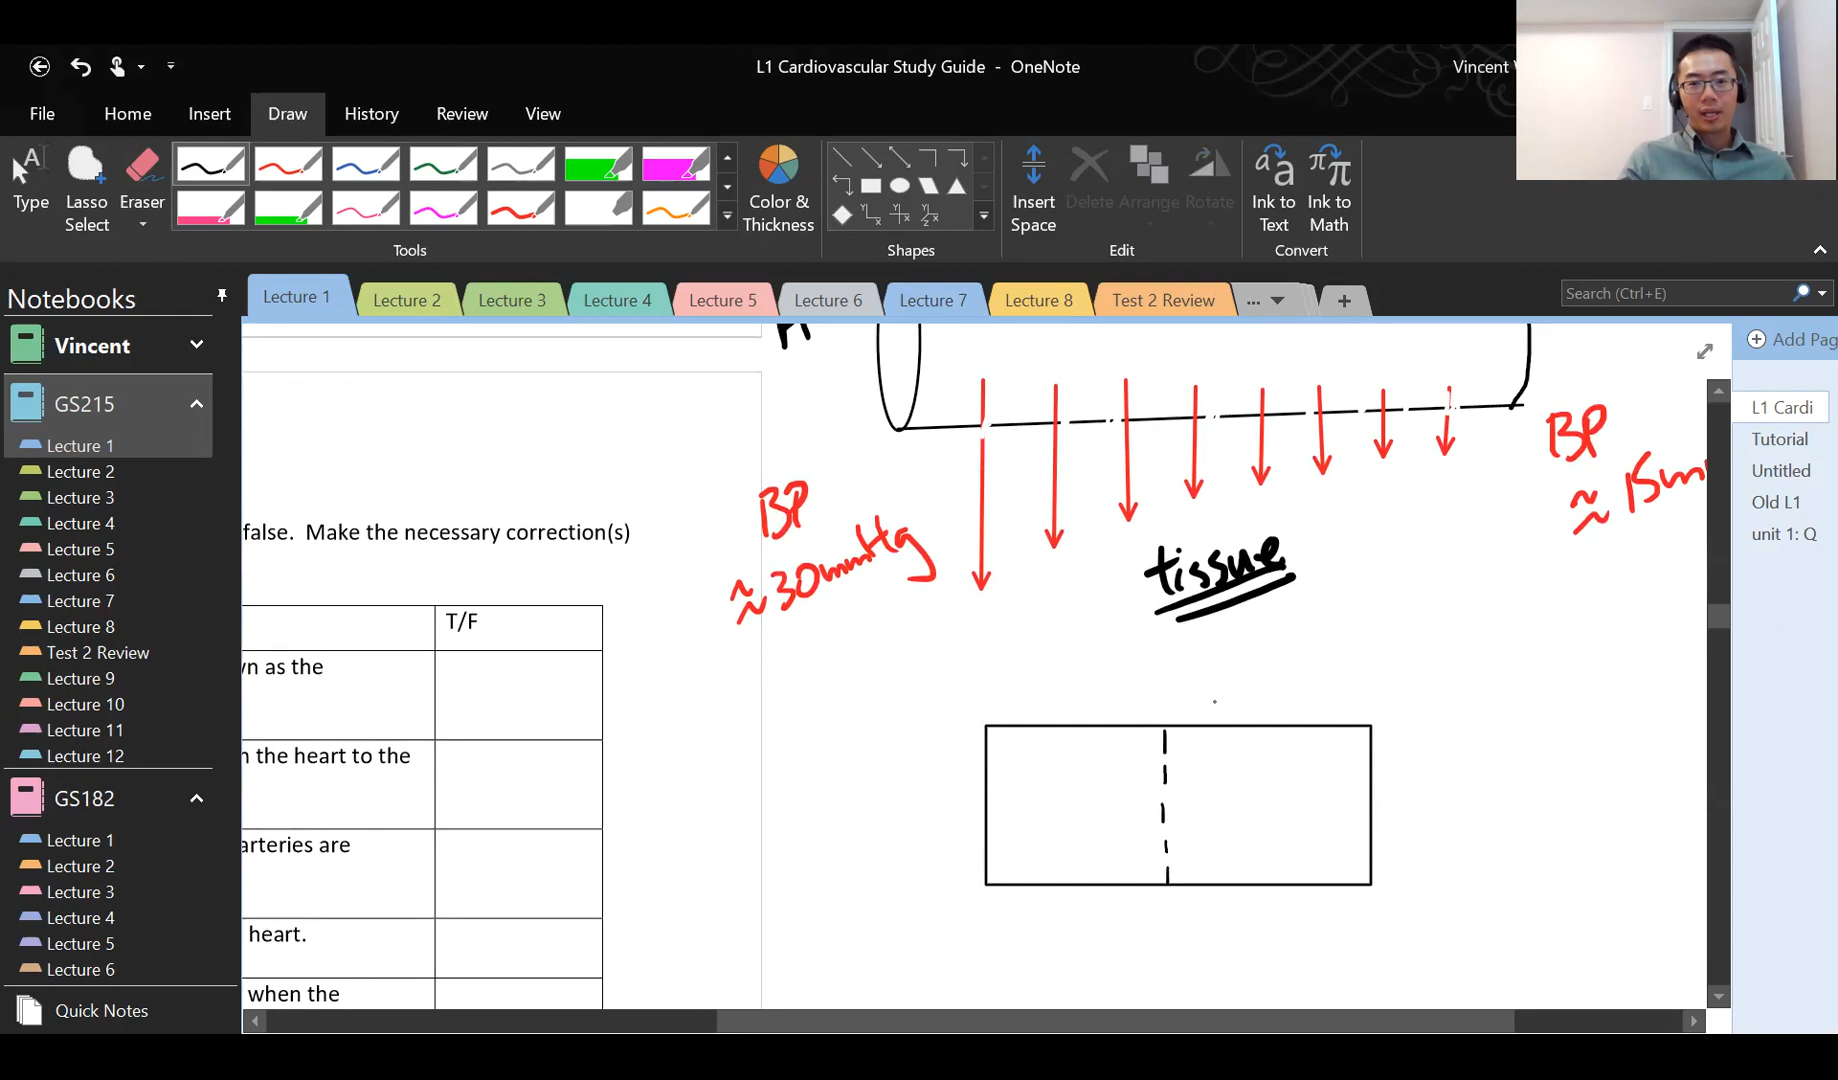 L1 Cardiovascular Study Guide - OneNote
Vincent
File
Home
Insert
Draw
History
Review
View
Type
Lasso
Select
Eraser
Color &
Thickness
Insert
Space
Delete
Arrange
Rotate
Ink to
Text
Ink to
Math
Tools
Shapes
Edit
Convert
Notebooks
Lecture 1
Lecture 2
Lecture 3
Lecture 4
Lecture 5
Lecture 6
Lecture 7
Lecture 8
Test 2 Review
...
Search (Ctrl+E)
Vincent
GS215
Lecture 1
Lecture 2
Lecture 3
Lecture 4
Lecture 5
Lecture 6
Lecture 7
Lecture 8
Test 2 Review
Lecture 9
Lecture 10
Lecture 11
Lecture 12
GS182
Lecture 1
Lecture 2
Lecture 3
Lecture 4
Lecture 5
Lecture 6
Quick Notes
false. Make the necessary correction(s)
T/F
n as the
the heart to the
arteries are
heart.
when the
BP
≈ 30mmHg
tissue
BP
≈ 15m
Add Pag
L1 Cardi
Tutorial
Untitled
Old L1
unit 1: Q